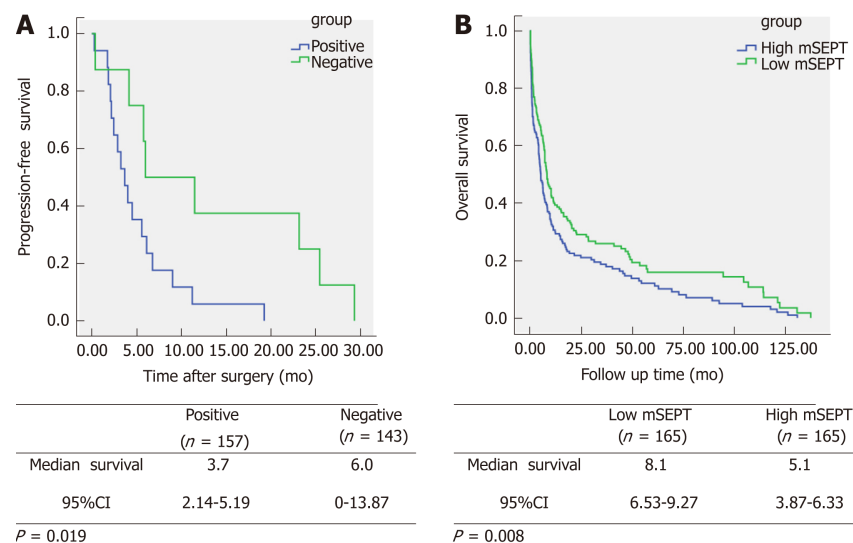 A
group
Positive
Negative
Progression-free survival
1.0
0.8
0.6
0.4
0.2
0.0
0.00 5.00 10.00 15.00 20.00 25.00 30.00
Time after surgery (mo)
Positive Negative
(n = 157) (n = 143)
Median survival 3.7 6.0
95%CI 2.14-5.19 0-13.87
P = 0.019
B
group
High mSEPT
Low mSEPT
Overall survival
1.0
0.8
0.6
0.4
0.2
0.0
0.00 25.00 50.00 75.00 100.00 125.00
Follow up time (mo)
Low mSEPT High mSEPT
(n = 165) (n = 165)
Median survival 8.1 5.1
95%CI 6.53-9.27 3.87-6.33
P = 0.008